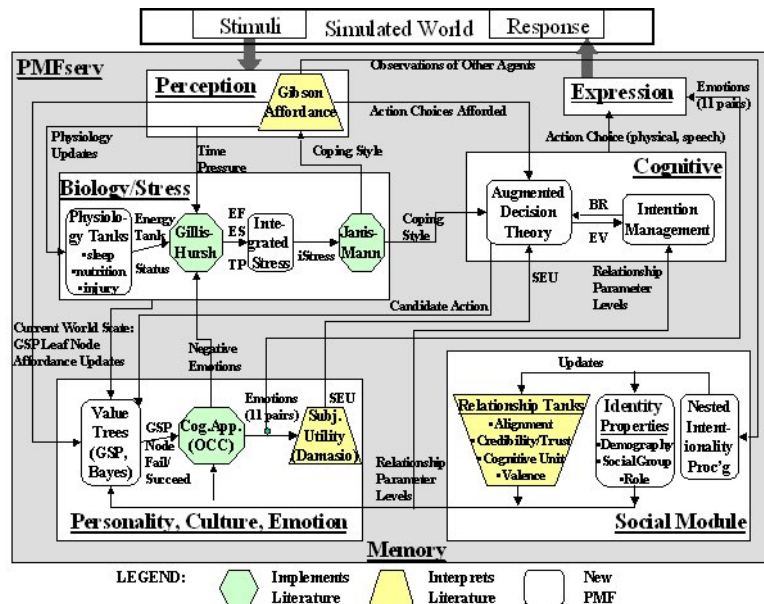 Stimuli
Simulated World
Response
PMFserv
Observations of Other Agents
Perception
Gibson
Affordance
Action Choices Afforded
Expression
Emotions
(11 pairs)
Physiology
Updates
Time
Pressure
Coping Style
Action Choice (physical, speech)
Cognitive
Biology/Stress
Physiolo-
gy Tanks
▪sleep
▪nutrition
▪injury
Energy
Tank
Status
Gillis-
Hursh
EF
ES
TP
Inte-
grated
Stress
iStress
Janis-
Mann
Coping
Style
Augmented
Decision
Theory
BR
EV
Intention
Management
SEU
Relationship
Parameter
Levels
Candidate Action
Current World State:
GSP Leaf Node
Affordance Updates
Negative
Emotions
Value
Trees
(GSP,
Bayes)
GSP
Node
Fail/
Succeed
Cog.App.
(OCC)
Emotions
(11 pairs)
SEU
Subj.
Utility
(Damasio)
Relationship
Parameter
Levels
Personality, Culture, Emotion
Updates
Relationship Tanks
▪Alignment
▪Credibility/Trust
▪Cognitive Unit
▪Valence
Identity
Properties
▪Demography
▪SocialGroup
▪Role
Nested
Intent-
ionality
Proc'g
Social Module
Memory
LEGEND:
Implements
Literature
Interprets
Literature
New
PMF